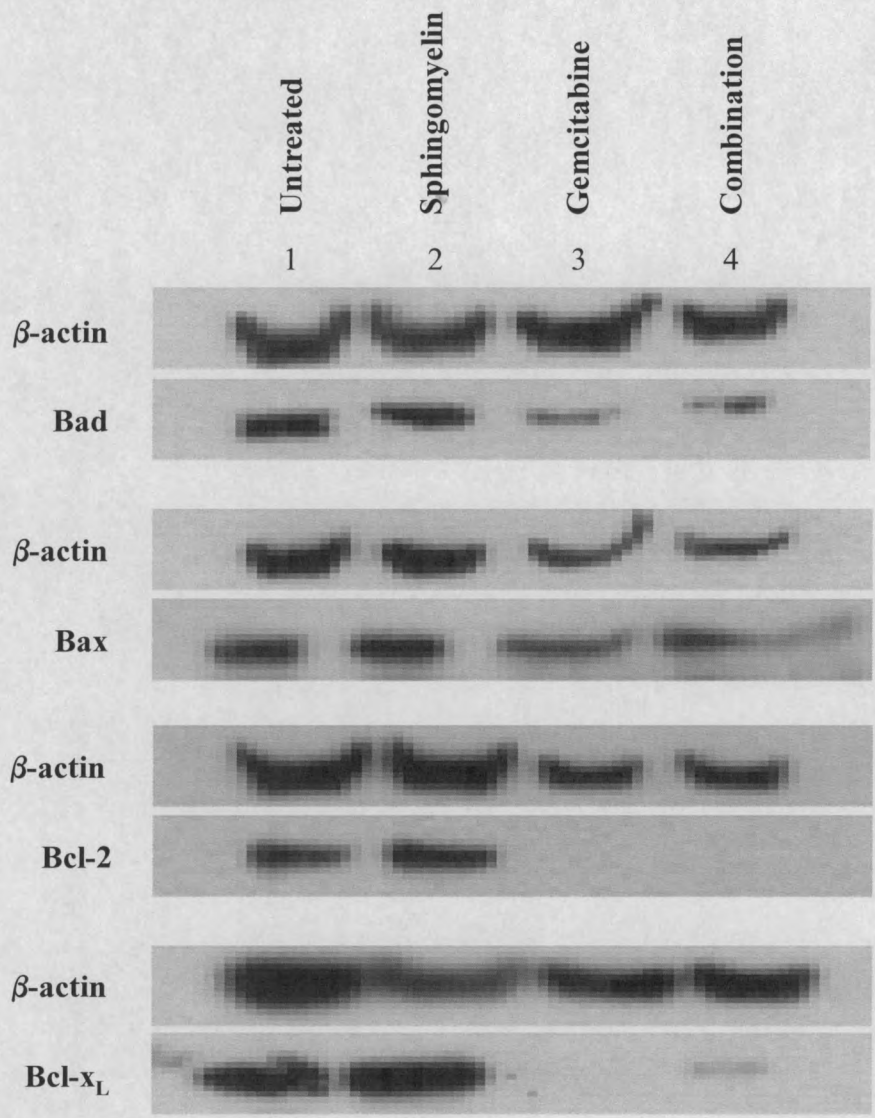 Untreated
Sphingomyelin
Gemcitabine
Combination
1 2 3 4
β-actin
Bad
β-actin
Bax
β-actin
Bcl-2
β-actin
Bcl-xL